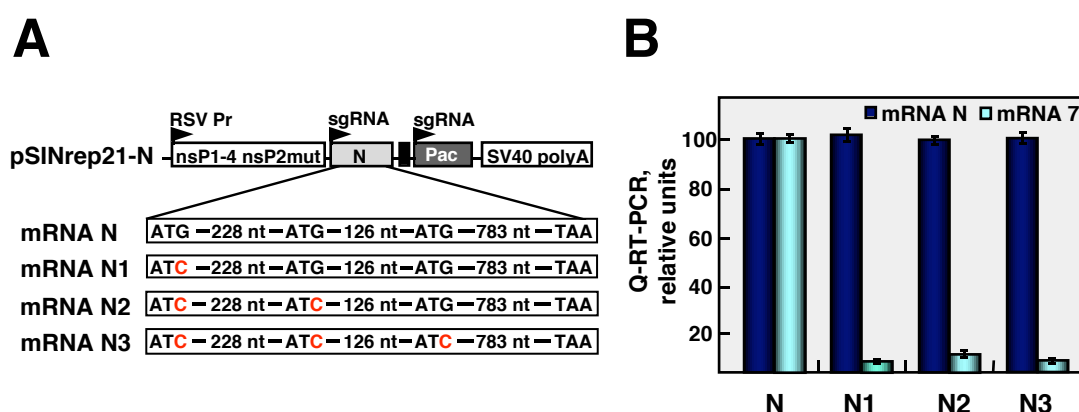 A
RSV Pr
sgRNA
sgRNA
pSINrep21-N
nsP1-4 nsP2mut
N
Pac
SV40 polyA
mRNA N
ATG – 228 nt – ATG – 126 nt – ATG – 783 nt – TAA
mRNA N1
ATC – 228 nt – ATG – 126 nt – ATG – 783 nt – TAA
mRNA N2
ATC – 228 nt – ATC – 126 nt – ATG – 783 nt – TAA
mRNA N3
ATC – 228 nt – ATC – 126 nt – ATC – 783 nt – TAA
B
mRNA N
mRNA 7
Q-RT-PCR,
relative units
100
80
60
40
20
N
N1
N2
N3